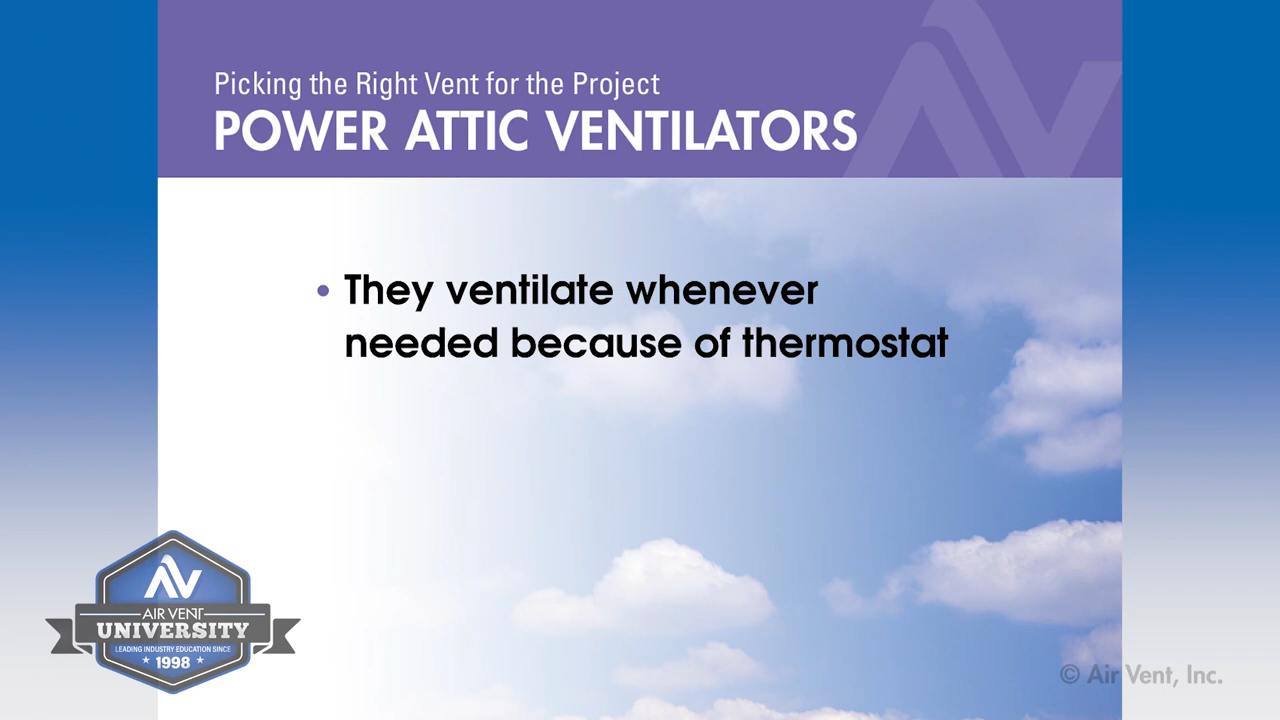 Picking the Right Vent for the Project
POWER ATTIC VENTILATORS
• They ventilate whenever
needed because of thermostat
AV
AIR VENT
UNIVERSITY
LEADING INDUSTRY EDUCATION SINCE
★ 1998 ★
© Air Vent, Inc.